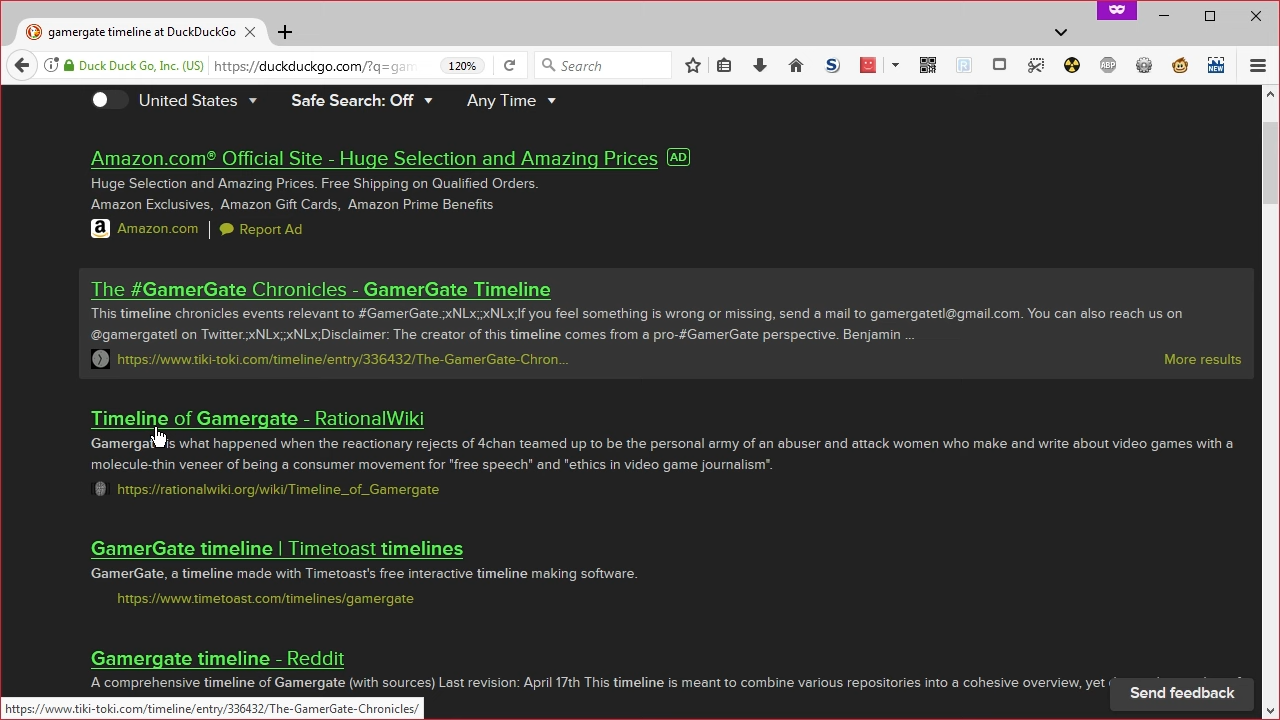 gamergate timeline at DuckDuckGo
Duck Duck Go, Inc. (US) https://duckduckgo.com/?q=gam 120% Search
ABP NEW
United States Safe Search: Off Any Time
Amazon.com® Official Site - Huge Selection and Amazing Prices AD
Huge Selection and Amazing Prices. Free Shipping on Qualified Orders.
Amazon Exclusives, Amazon Gift Cards, Amazon Prime Benefits
a Amazon.com Report Ad
The #GamerGate Chronicles - GamerGate Timeline
This timeline chronicles events relevant to #GamerGate.;xNLx;;xNLx;If you feel something is wrong or missing, send a mail to gamergatetl@gmail.com. You can also reach us on
@gamergatetl on Twitter.;xNLx;;xNLx;Disclaimer: The creator of this timeline comes from a pro-#GamerGate perspective. Benjamin ...
https://www.tiki-toki.com/timeline/entry/336432/The-GamerGate-Chron... More results
Timeline of Gamergate - RationalWiki
Gamergate is what happened when the reactionary rejects of 4chan teamed up to be the personal army of an abuser and attack women who make and write about video games with a
molecule-thin veneer of being a consumer movement for "free speech" and "ethics in video game journalism".
https://rationalwiki.org/wiki/Timeline_of_Gamergate
GamerGate timeline | Timetoast timelines
GamerGate, a timeline made with Timetoast's free interactive timeline making software.
https://www.timetoast.com/timelines/gamergate
Gamergate timeline - Reddit
A comprehensive timeline of Gamergate (with sources) Last revision: April 17th This timeline is meant to combine various repositories into a cohesive overview, yet
Send feedback
https://www.tiki-toki.com/timeline/entry/336432/The-GamerGate-Chronicles/